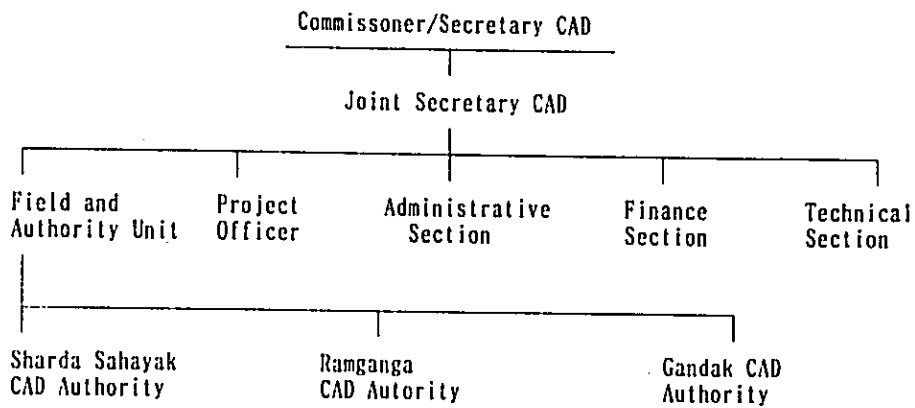 Commissoner/Secretary CAD
Joint Secretary CAD
Field and Authority Unit
Project Officer
Administrative Section
Finance Section
Technical Section
Sharda Sahayak CAD Authority
Ramganga CAD Autority
Gandak CAD Authority